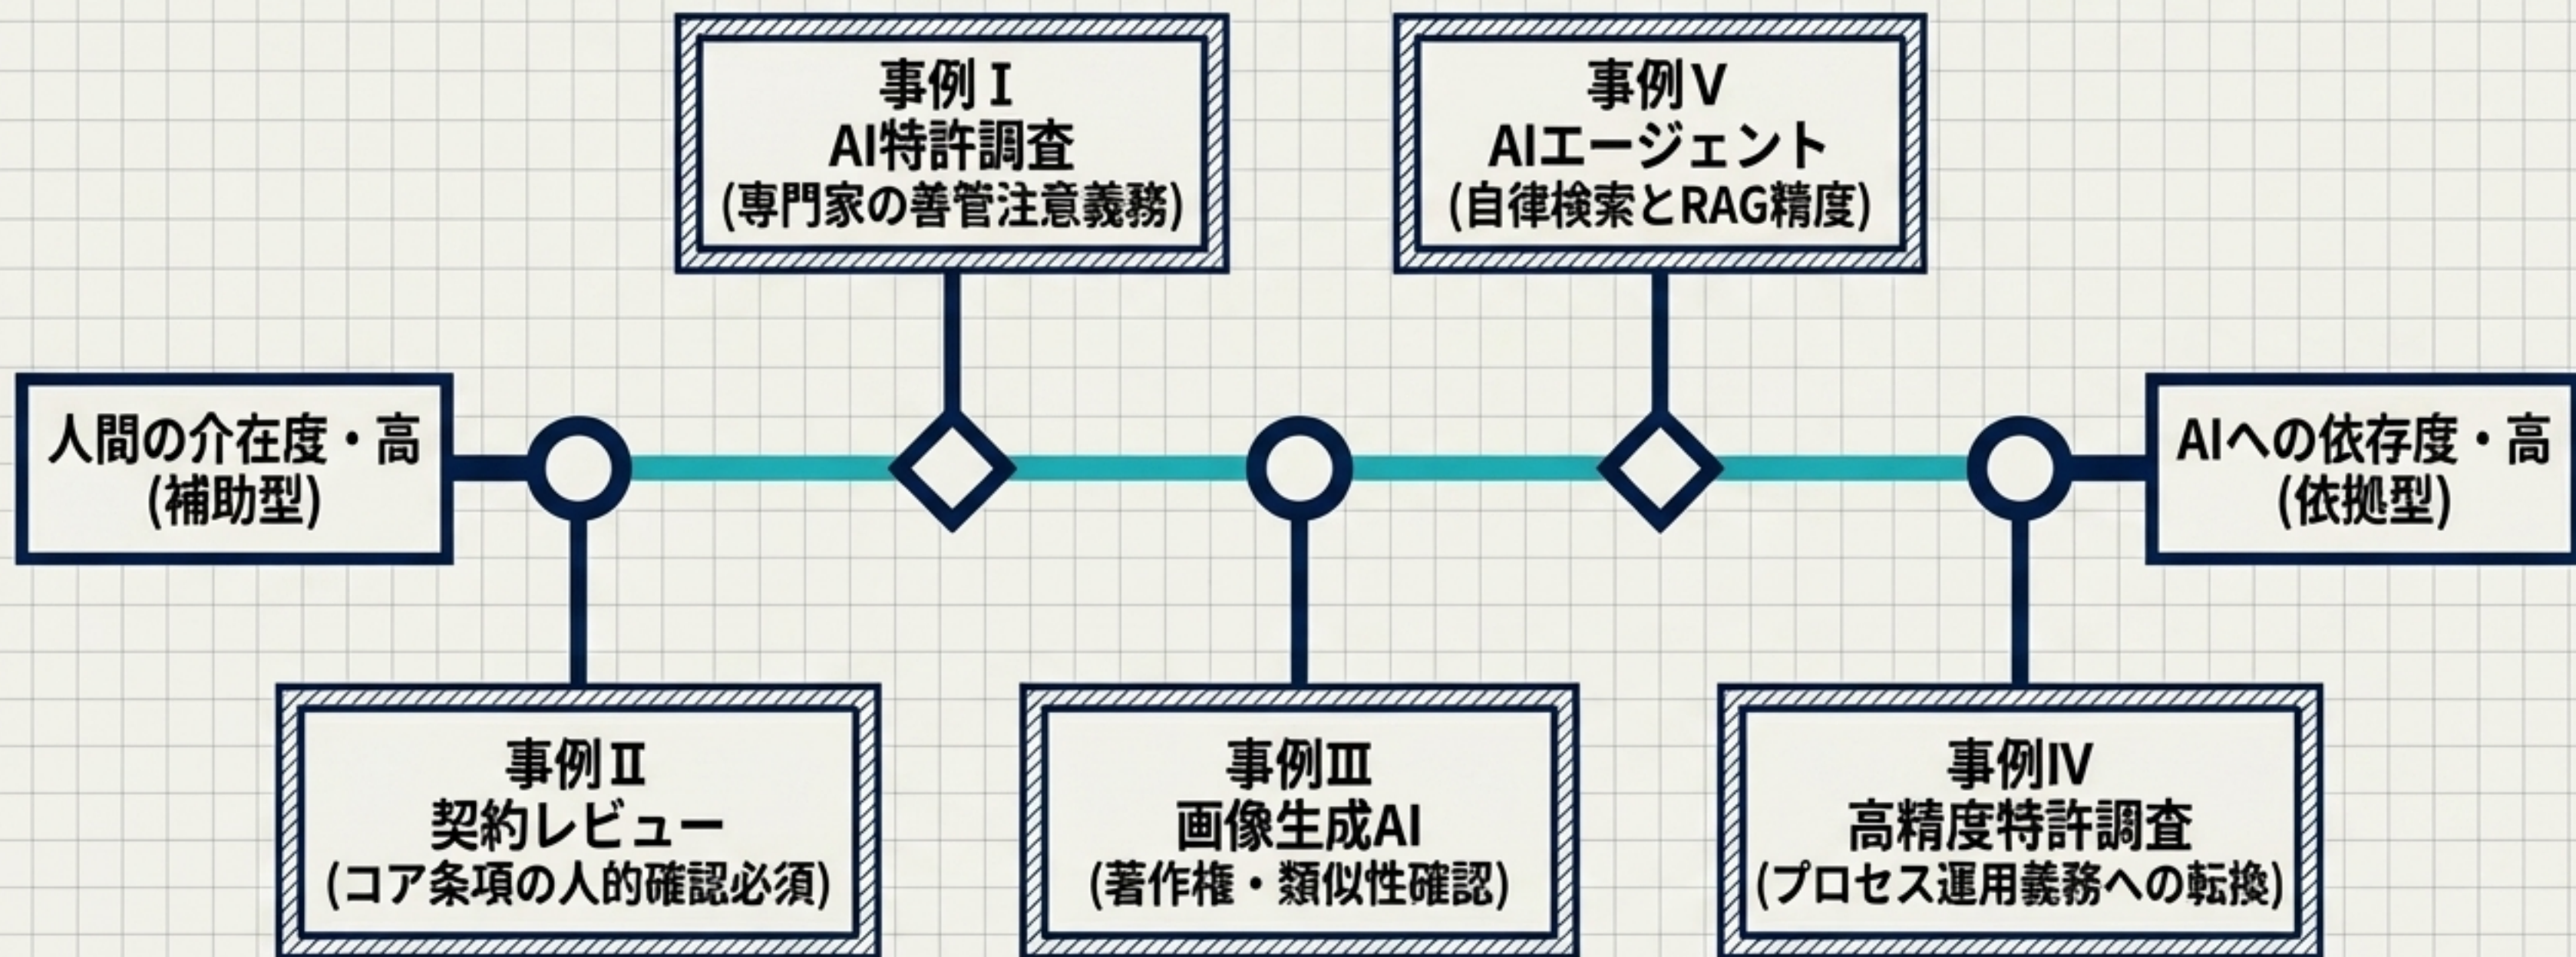 事例Ⅰ
AI特許調査
(専門家の善管注意義務)
事例Ⅴ
AIエージェント
(自律検索とRAG精度)
人間の介在度・高
(補助型)
AIへの依存度・高
(依拠型)
事例Ⅱ
契約レビュー
(コア条項の人的確認必須)
事例Ⅲ
画像生成AI
(著作権・類似性確認)
事例Ⅳ
高精度特許調査
(プロセス運用義務への転換)